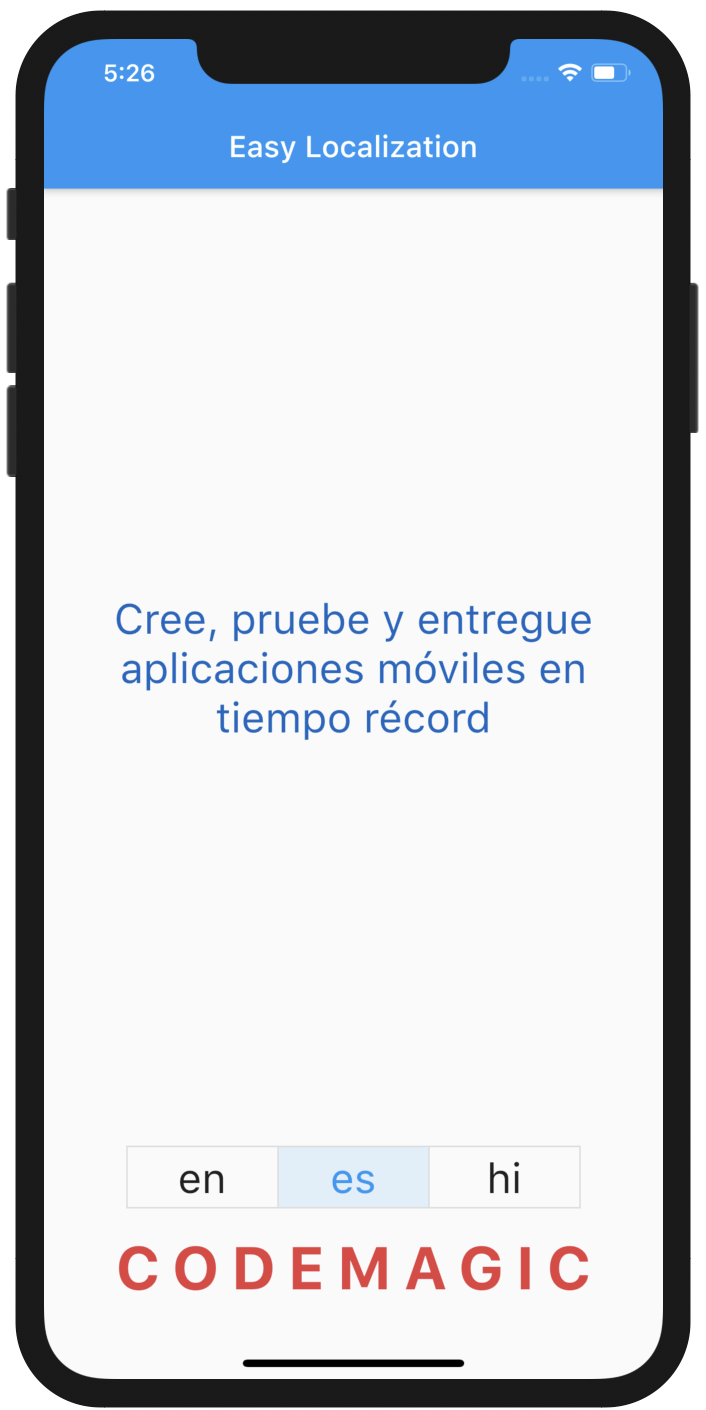 5:26
Easy Localization
Cree, pruebe y entregue
aplicaciones móviles en
tiempo récord
en es hi
CODEMAGIC